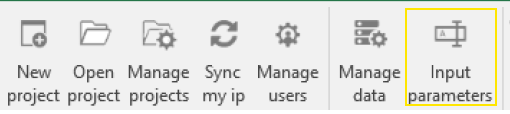 New project
Open project
Manage projects
Sync my ip
Manage users
Manage data
A
Input parameters